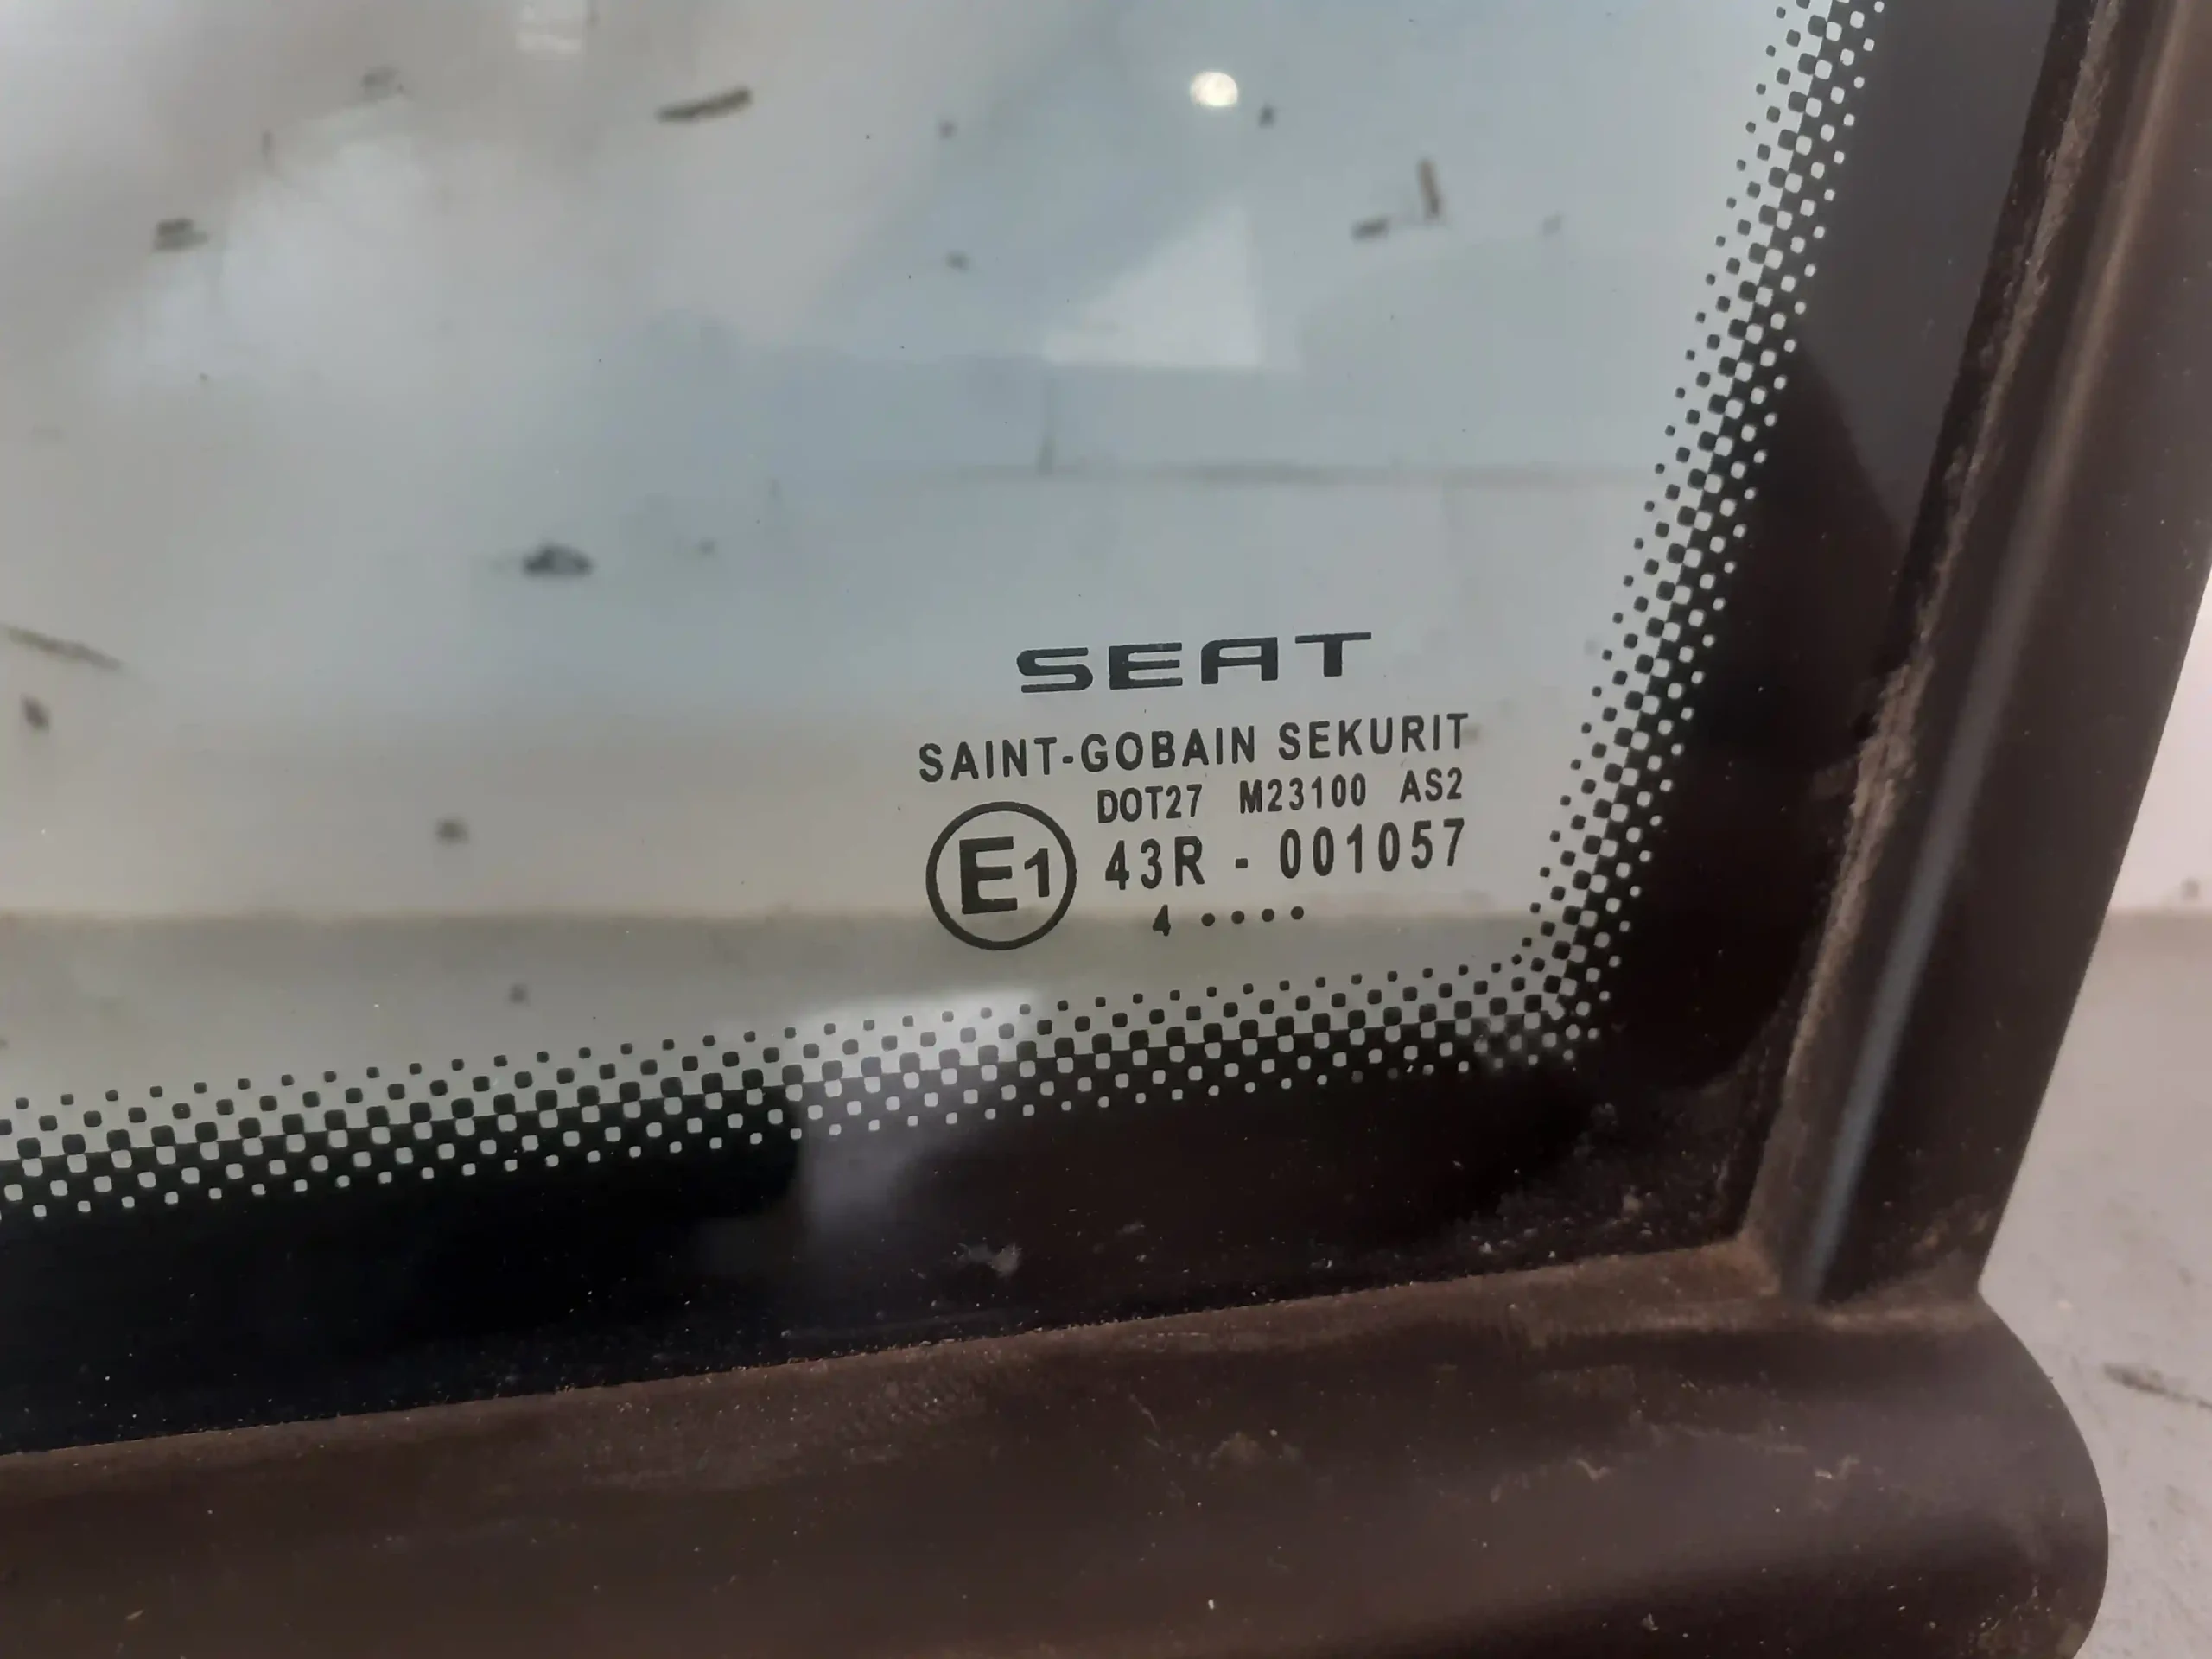 SEAT
SAINT-GOBAIN SEKURIT
DOT27 M23100 AS2
E1 43R - 001057
4 • • • •